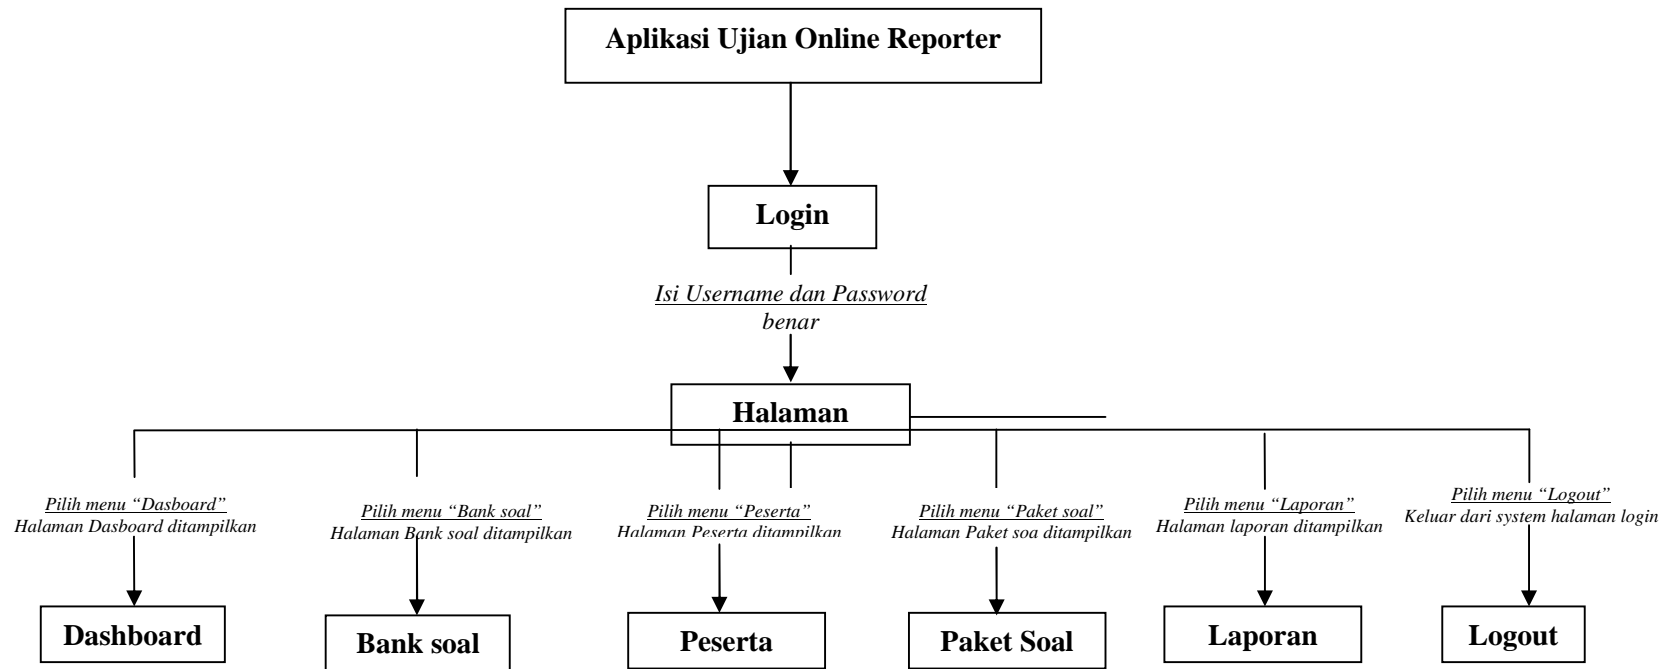 Aplikasi Ujian Online Reporter
Login
Isi Username dan Password
benar
Halaman
Pilih menu “Dasboard”
Halaman Dasboard ditampilkan
Pilih menu “Bank soal”
Halaman Bank soal ditampilkan
Pilih menu “Peserta”
Halaman Peserta ditampilkan
Pilih menu “Paket soal”
Halaman Paket soa ditampilkan
Pilih menu “Laporan”
Halaman laporan ditampilkan
Pilih menu “Logout”
Keluar dari system halaman login
Dashboard
Bank soal
Peserta
Paket Soal
Laporan
Logout